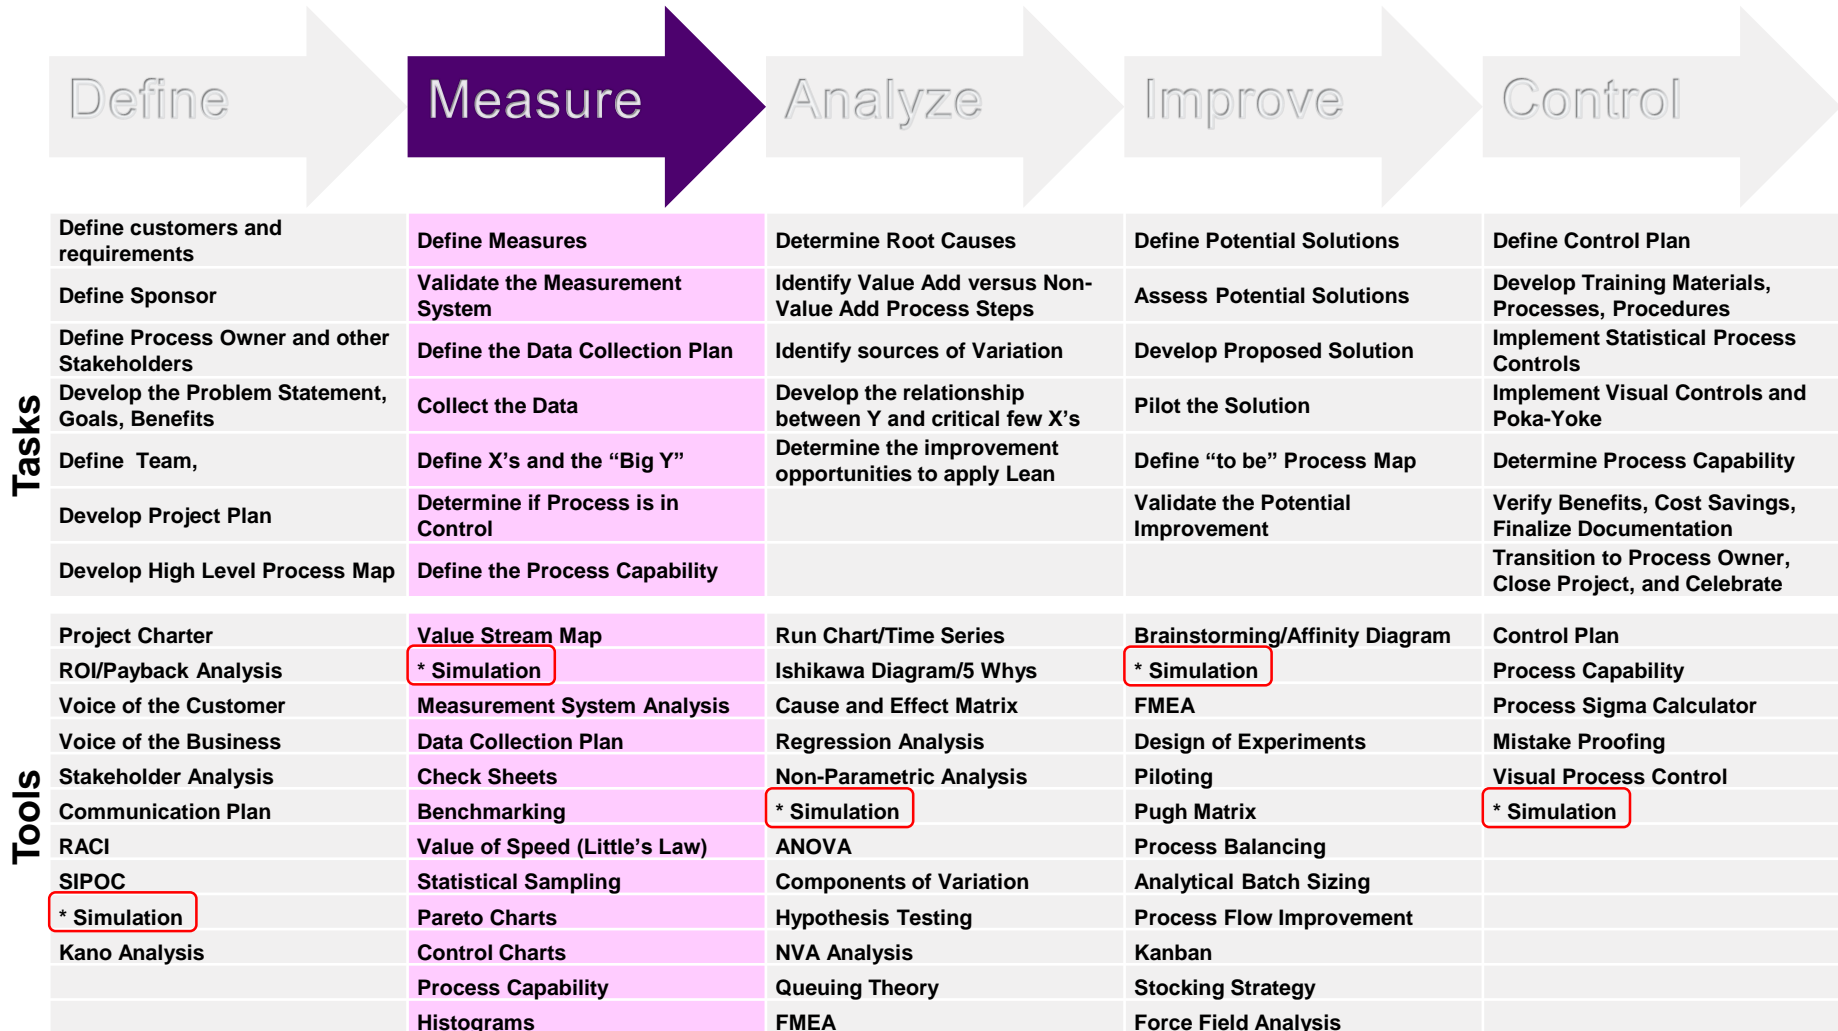 Define Measure Analyze Improve Control
Tasks
Define customers and
requirements
Define Sponsor
Define Process Owner and other
Stakeholders
Develop the Problem Statement,
Goals, Benefits
Define  Team,
Develop Project Plan
Develop High Level Process Map
Define Measures
Validate the Measurement
System
Define the Data Collection Plan
Collect the Data
Define X’s and the “Big Y”
Determine if Process is in
Control
Define the Process Capability
Determine Root Causes
Identify Value Add versus Non-
Value Add Process Steps
Identify sources of Variation
Develop the relationship
between Y and critical few X’s
Determine the improvement
opportunities to apply Lean
Define Potential Solutions
Assess Potential Solutions
Develop Proposed Solution
Pilot the Solution
Define “to be” Process Map
Validate the Potential
Improvement
Define Control Plan
Develop Training Materials,
Processes, Procedures
Implement Statistical Process
Controls
Implement Visual Controls and
Poka-Yoke
Determine Process Capability
Verify Benefits, Cost Savings,
Finalize Documentation
Transition to Process Owner,
Close Project, and Celebrate
Tools
Project Charter
ROI/Payback Analysis
Voice of the Customer
Voice of the Business
Stakeholder Analysis
Communication Plan
RACI
SIPOC
* Simulation
Kano Analysis
Value Stream Map
* Simulation
Measurement System Analysis
Data Collection Plan
Check Sheets
Benchmarking
Value of Speed (Little’s Law)
Statistical Sampling
Pareto Charts
Control Charts
Process Capability
Histograms
Run Chart/Time Series
Ishikawa Diagram/5 Whys
Cause and Effect Matrix
Regression Analysis
Non-Parametric Analysis
* Simulation
ANOVA
Components of Variation
Hypothesis Testing
NVA Analysis
Queuing Theory
FMEA
Brainstorming/Affinity Diagram
* Simulation
FMEA
Design of Experiments
Piloting
Pugh Matrix
Process Balancing
Analytical Batch Sizing
Process Flow Improvement
Kanban
Stocking Strategy
Force Field Analysis
Control Plan
Process Capability
Process Sigma Calculator
Mistake Proofing
Visual Process Control
* Simulation